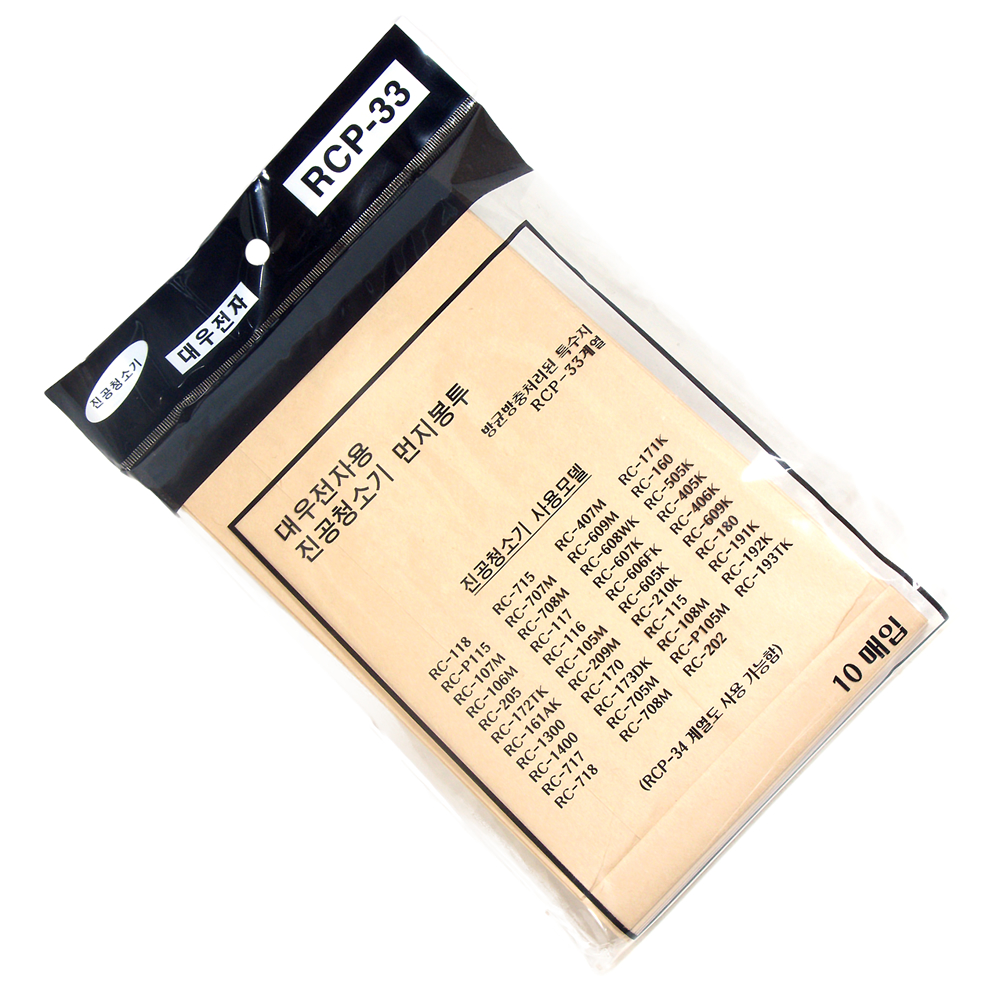 RCP-33
대우전자
진공청소기
대우전자용
진공청소기 먼지봉투
방균방충처리된 특수지
RCP-33계열
진공청소기 사용모델
RC-118
RC-P115
RC-107M
RC-106M
RC-205
RC-172TK
RC-161AK
RC-1300
RC-1400
RC-717
RC-718
RC-715
RC-707M
RC-708M
RC-117
RC-116
RC-105M
RC-209M
RC-170
RC-173DK
RC-705M
RC-708M
RC-407M
RC-609M
RC-608WK
RC-607K
RC-606TK
RC-605K
RC-210K
RC-115
RC-108M
RC-P105M
RC-202
RC-171K
RC-160
RC-505K
RC-405K
RC-406K
RC-609K
RC-180
RC-191K
RC-192K
RC-193TK
(RCP-34 계열도 사용 가능함)
10 매입